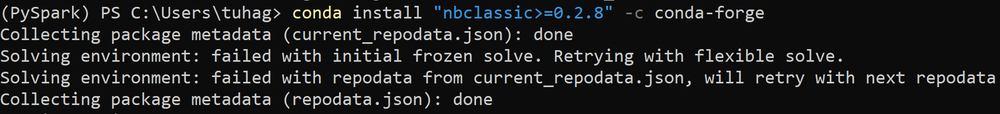 (PySpark) PS C:\Users\tuhag> conda install "nbclassic>=0.2.8" -c conda-forge
Collecting package metadata (current_repodata.json): done
Solving environment: failed with initial frozen solve. Retrying with flexible solve.
Solving environment: failed with repodata from current_repodata.json, will retry with next repodata
Collecting package metadata (repodata.json): done